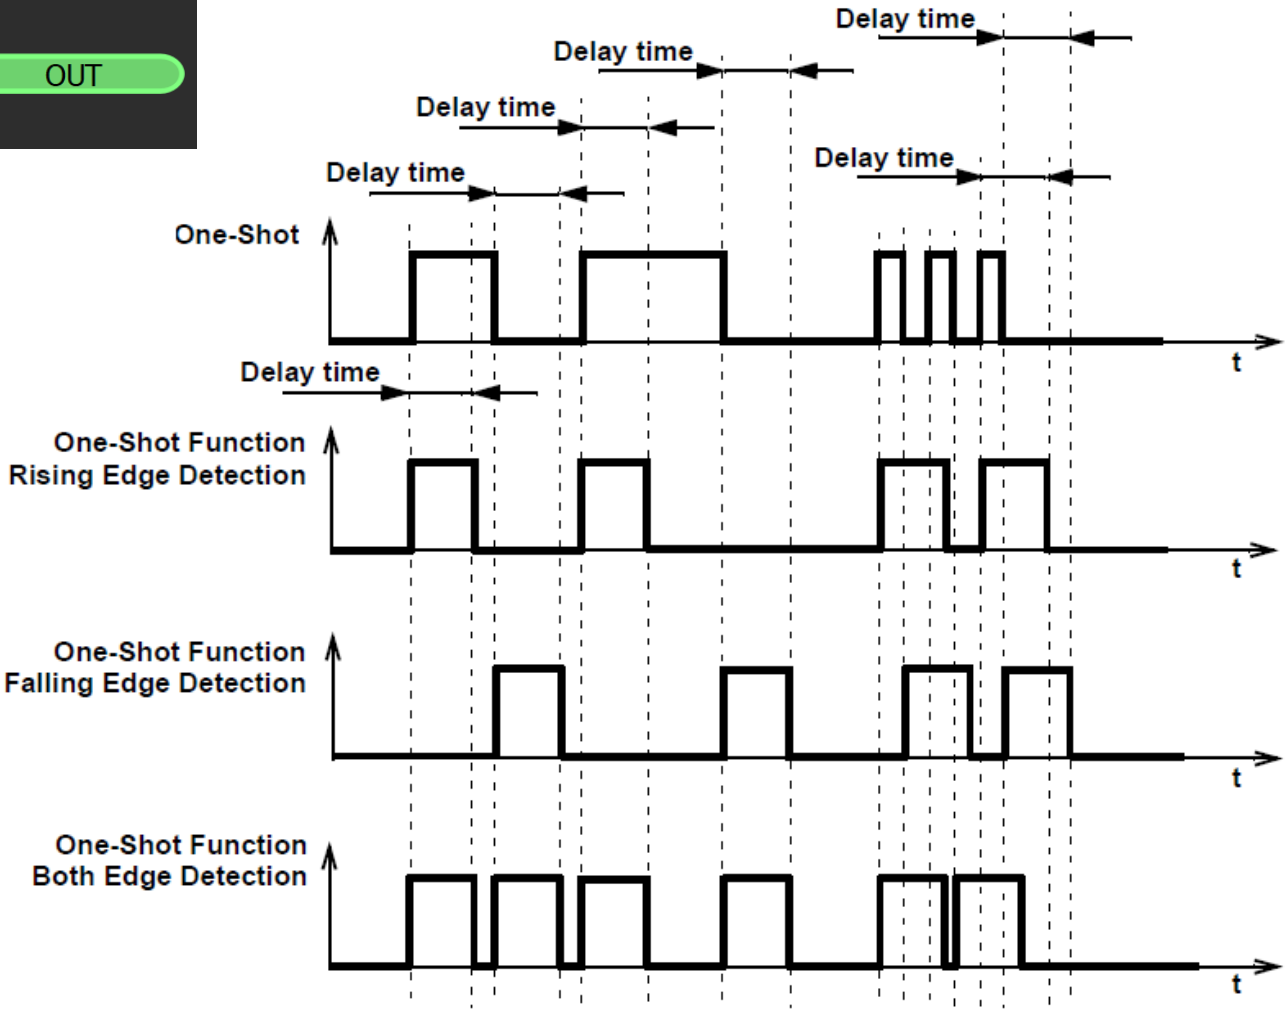 OUT
Delay time
Delay time
Delay time
Delay time
Delay time
One-Shot
t
Delay time
One-Shot Function
Rising Edge Detection
t
One-Shot Function
Falling Edge Detection
t
One-Shot Function
Both Edge Detection
t